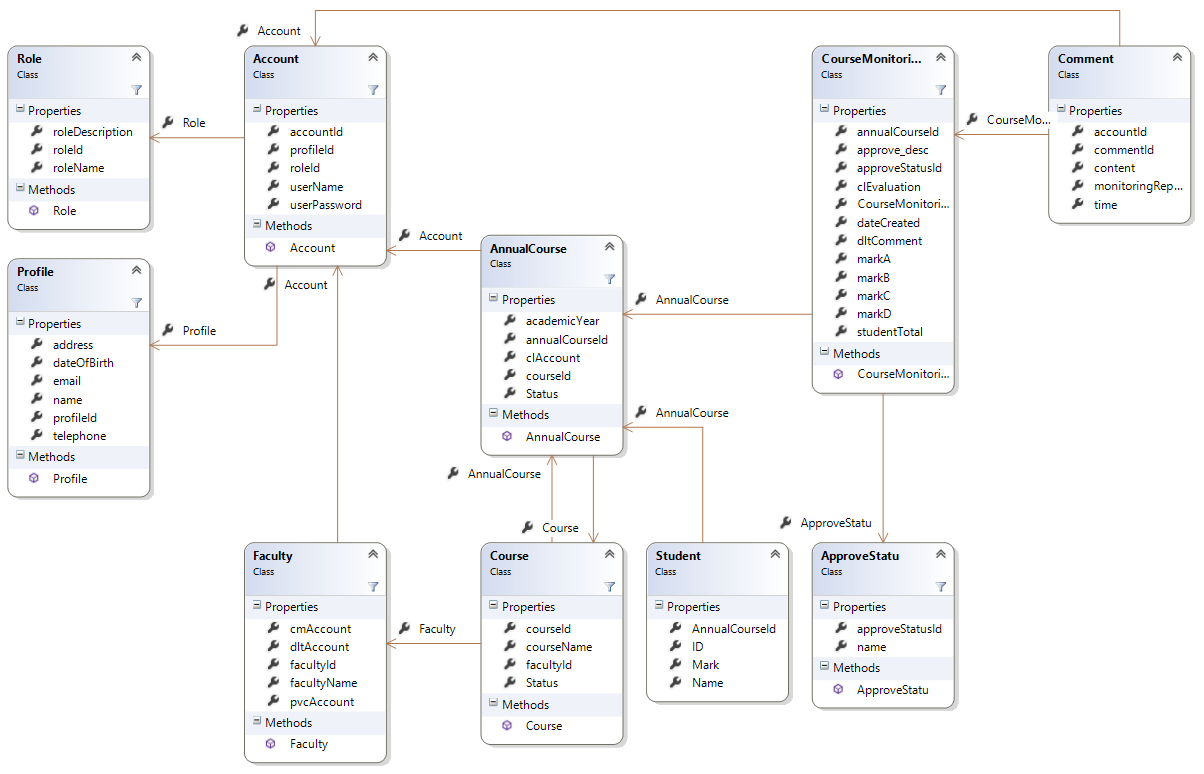 Account
Role
Class
Properties
roleDescription
roleId
roleName
Methods
Role
Role
Account
Class
Properties
accountId
profileId
roleId
userName
userPassword
Methods
Account
CourseMonitori...
Class
Properties
annualCourseId
approve_desc
approveStatusId
clEvaluation
CourseMonitori...
dateCreated
dltComment
markA
markB
markC
markD
studentTotal
Methods
CourseMonitori...
CourseMo...
Comment
Class
Properties
accountId
commentId
content
monitoringRep...
time
Profile
Class
Properties
address
dateOfBirth
email
name
profileId
telephone
Methods
Profile
Profile
Account
Account
AnnualCourse
Class
Properties
academicYear
annualCourseId
clAccount
courseId
Status
Methods
AnnualCourse
AnnualCourse
AnnualCourse
AnnualCourse
Course
ApproveStatu
Faculty
Class
Properties
cmAccount
dltAccount
facultyId
facultyName
pvcAccount
Methods
Faculty
Faculty
Course
Class
Properties
courseId
courseName
facultyId
Status
Methods
Course
Student
Class
Properties
AnnualCourseId
ID
Mark
Name
ApproveStatu
Class
Properties
approveStatusId
name
Methods
ApproveStatu